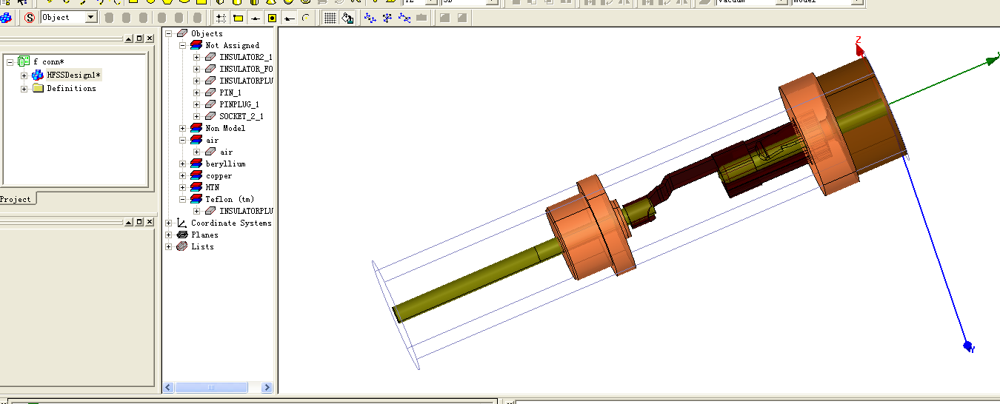 Object
f conn*
HFSSDesign1*
Definitions
Project
Objects
Not Assigned
INSULATOR2_1
INSULATOR_FO
INSULATORPLU
PIN_1
PINPLUG_1
SOCKET_2_1
Non Model
air
air
beryllium
copper
HTN
Teflon (tm)
INSULATORPLU
Coordinate Systems
Planes
Lists
Z
Y